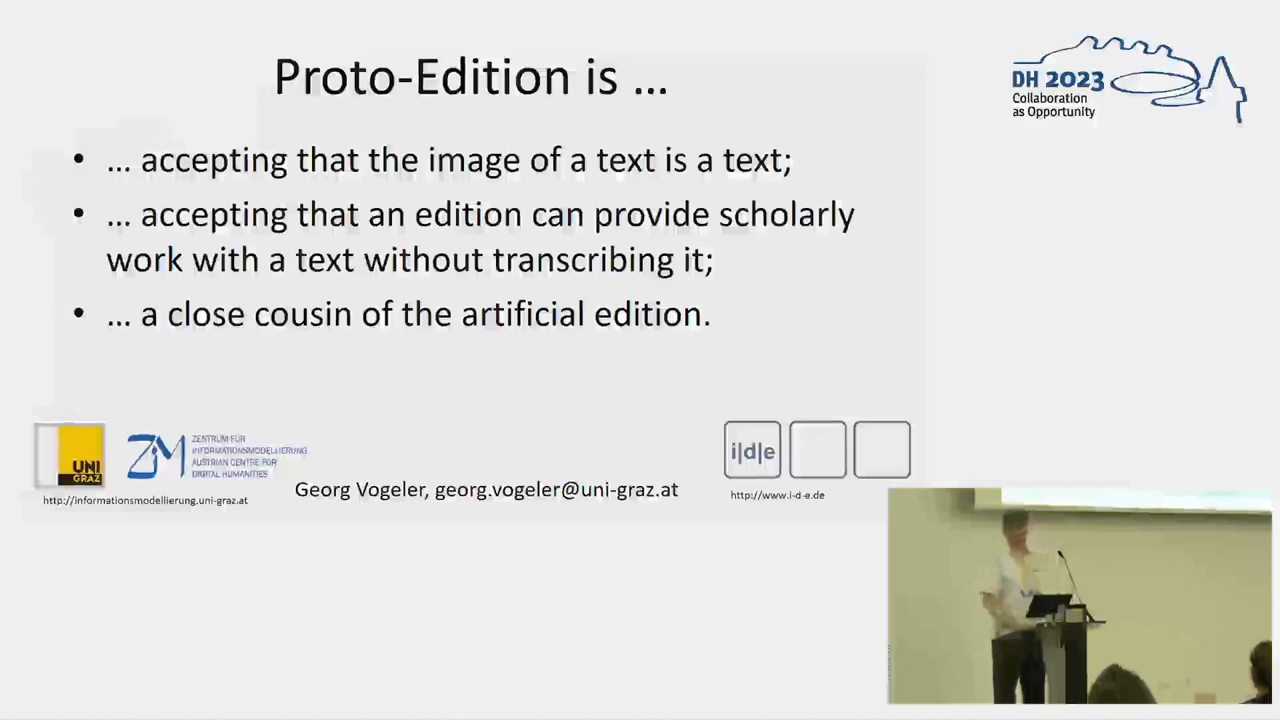 Proto-Edition is ...
• ... accepting that the image of a text is a text;
• ... accepting that an edition can provide scholarly
work with a text without transcribing it;
• ... a close cousin of the artificial edition.
DH 2023
Collaboration
as Opportunity
UNI
GRAZ
ZIM
ZENTRUM FÜR
INFORMATIONSMODELLIERUNG
AUSTRIAN CENTRE FOR
DIGITAL HUMANITIES
http://informationsmodellierung.uni-graz.at
Georg Vogeler, georg.vogeler@uni-graz.at
i|d|e
http://www.i-d-e.de